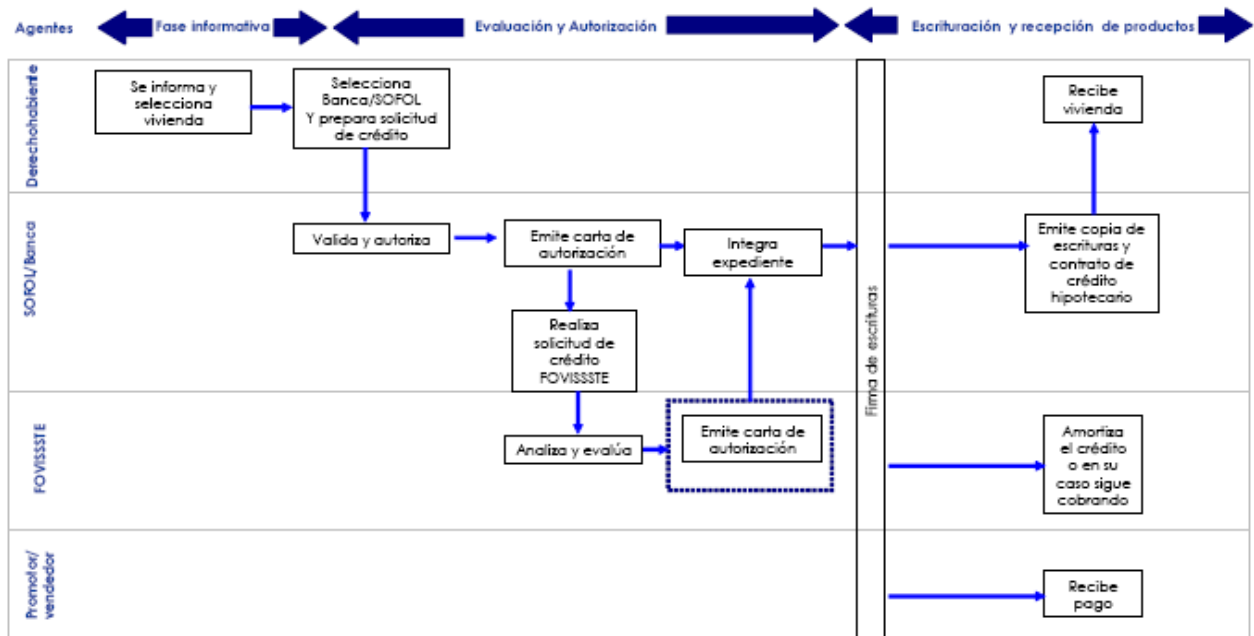 Agentes
Fase informativa
Evaluación y Autorización
Escrituración y recepción de productos
Derechohabiente
Se informa y
selecciona
vivienda
Selecciona
Banca/SOFOL
Y prepara solicitud
de crédito
Recibe
vivienda
SOFOL/Banca
Valida y autoriza
Emite carta de
autorización
Integra
expediente
Emite copia de
escrituras y
contrato de
crédito
hipotecario
Realiza
solicitud de
crédito
FOVISSSTE
Firma de escrituras
FOVISSSTE
Analiza y evalúa
Emite carta de
autorización
Amortiza
el crédito
o en su
caso sigue
cobrando
Promotor/
vendedor
Recibe
pago